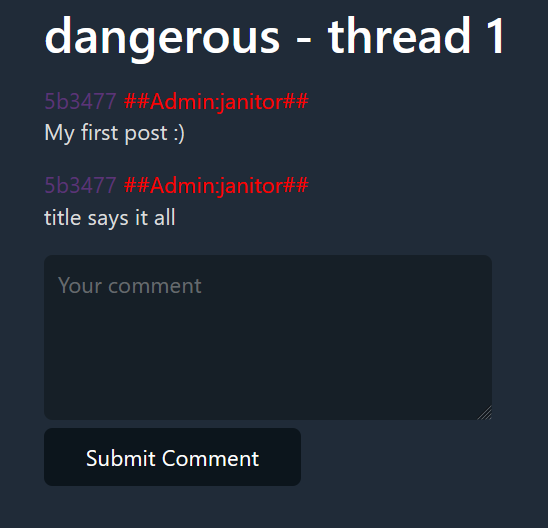 dangerous - thread 1
5b3477 ##Admin:janitor##
My first post :)
5b3477 ##Admin:janitor##
title says it all
Your comment
Submit Comment